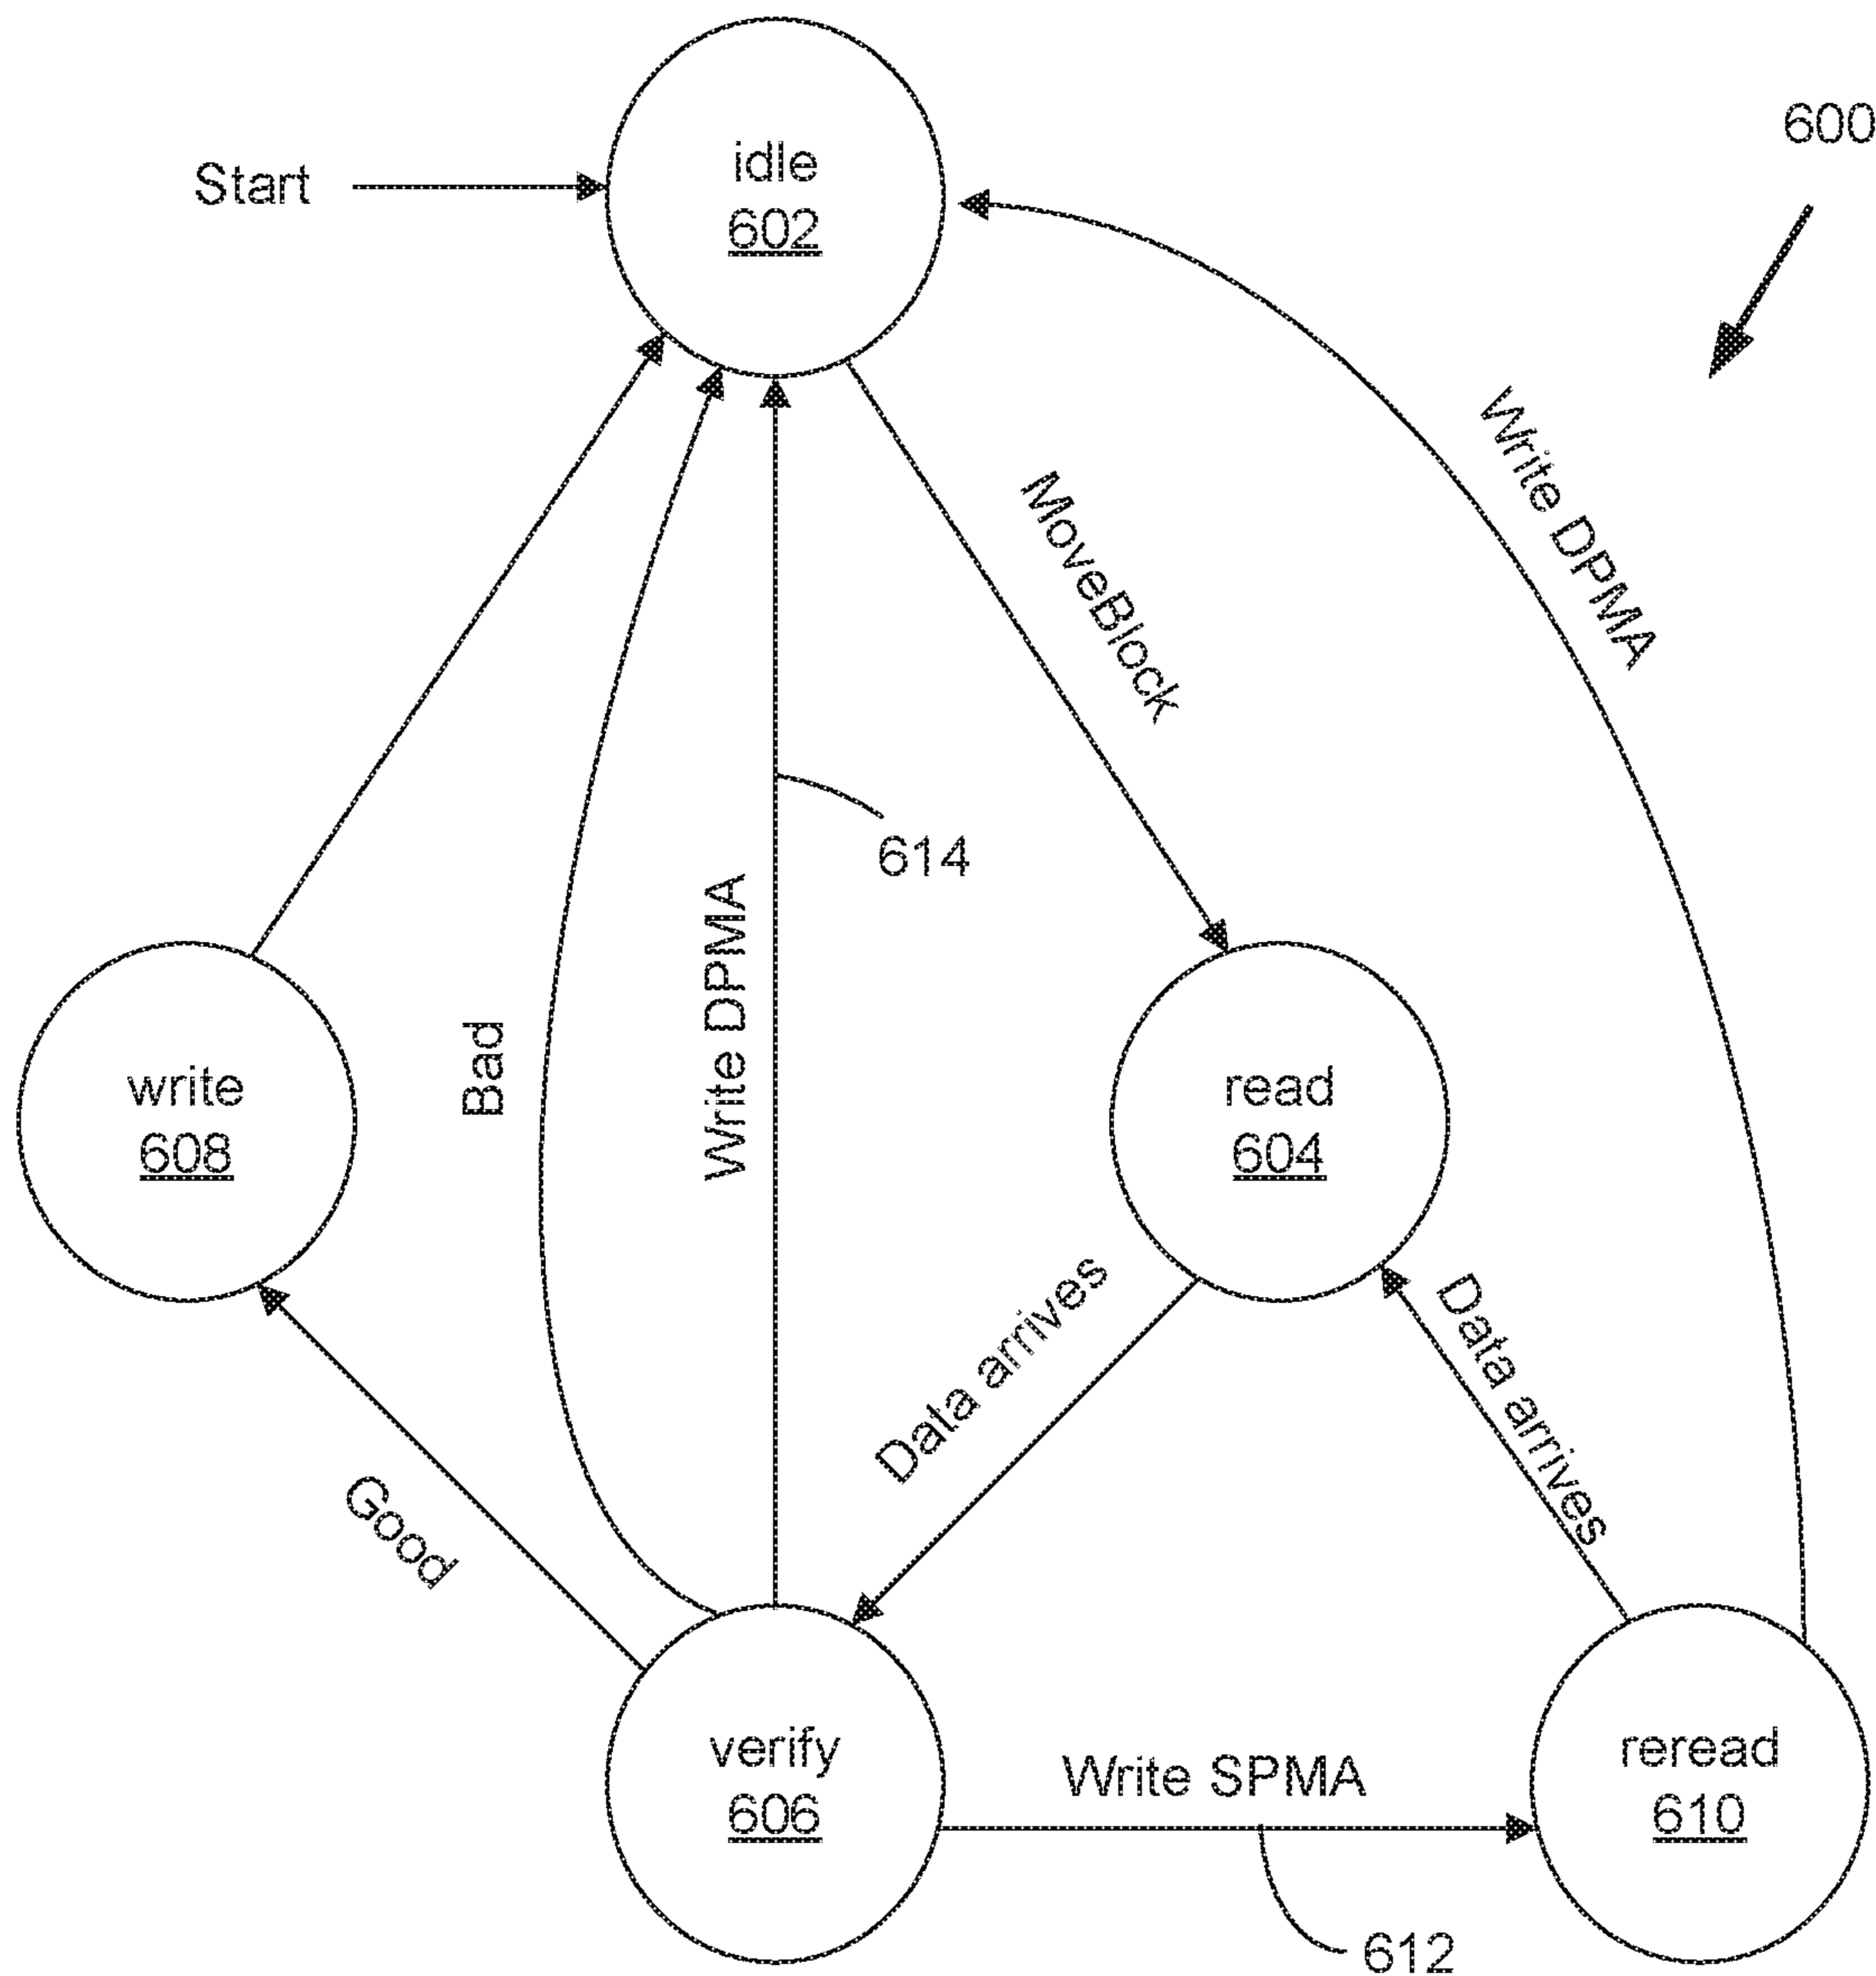 600
Start
idle
602
Write DPMA
MoveBlock
614
Write DPMA
Bad
write
608
read
604
Data arrives
Data arrives
Good
verify
606
Write SPMA
reread
610
612